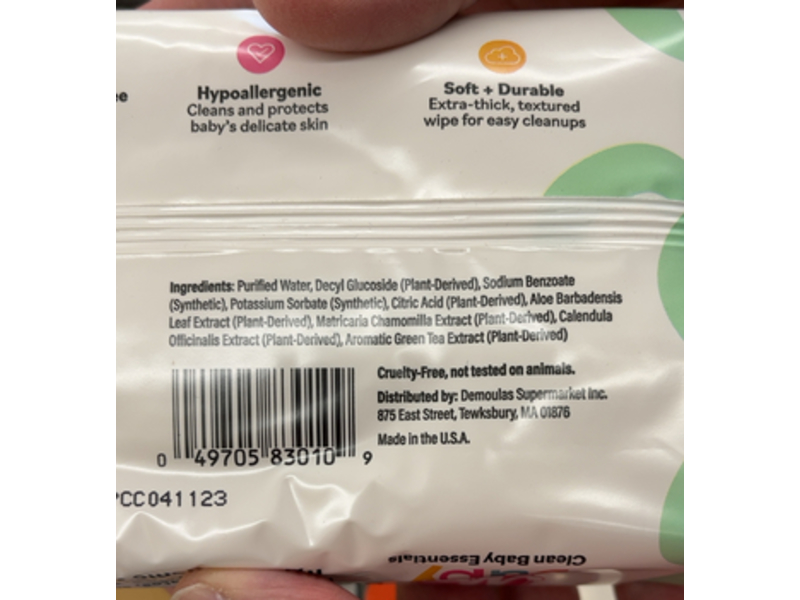 ee
Hypoallergenic
Cleans and protects
baby's delicate skin
Soft + Durable
Extra-thick, textured
wipe for easy cleanups
Ingredients: Purified Water, Decyl Glucoside (Plant-Derived), Sodium Benzoate
(Synthetic), Potassium Sorbate (Synthetic), Citric Acid (Plant-Derived), Aloe Barbadensis
Leaf Extract (Plant-Derived), Matricaria Chamomilla Extract (Plant-Derived), Calendula
Officinalis Extract (Plant-Derived), Aromatic Green Tea Extract (Plant-Derived)
Cruelty-Free, not tested on animals.
Distributed by: Demoulas Supermarket Inc.
875 East Street, Tewksbury, MA 01876
Made in the U.S.A.
0 49705 83010 9
CC041123
Clean Baby Essentials